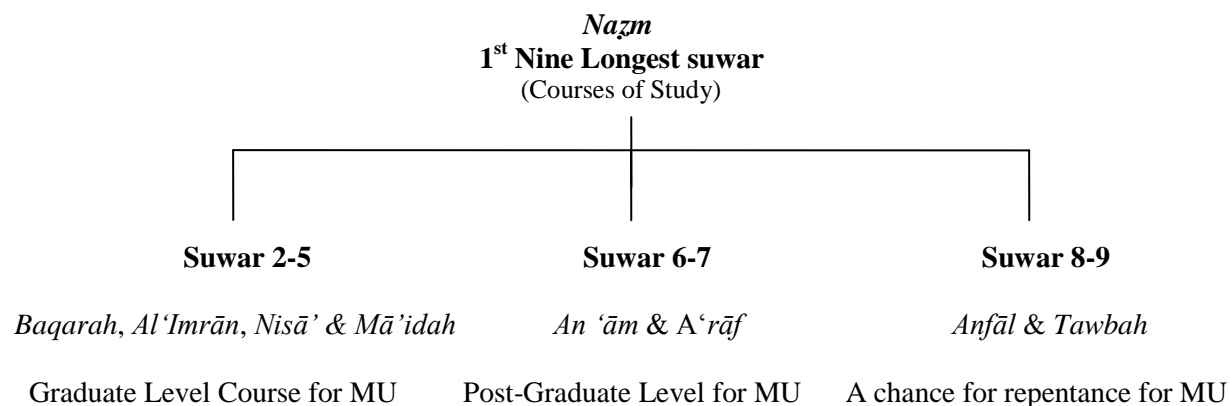 Naẓm
1st Nine Longest suwar
(Courses of Study)
Suwar 2-5 Suwar 6-7 Suwar 8-9
Baqarah, Al‘Imrān, Nisā’ & Mā’idah An ‘ām & A‘rāf Anfāl & Tawbah
Graduate Level Course for MU Post-Graduate Level for MU A chance for repentance for MU